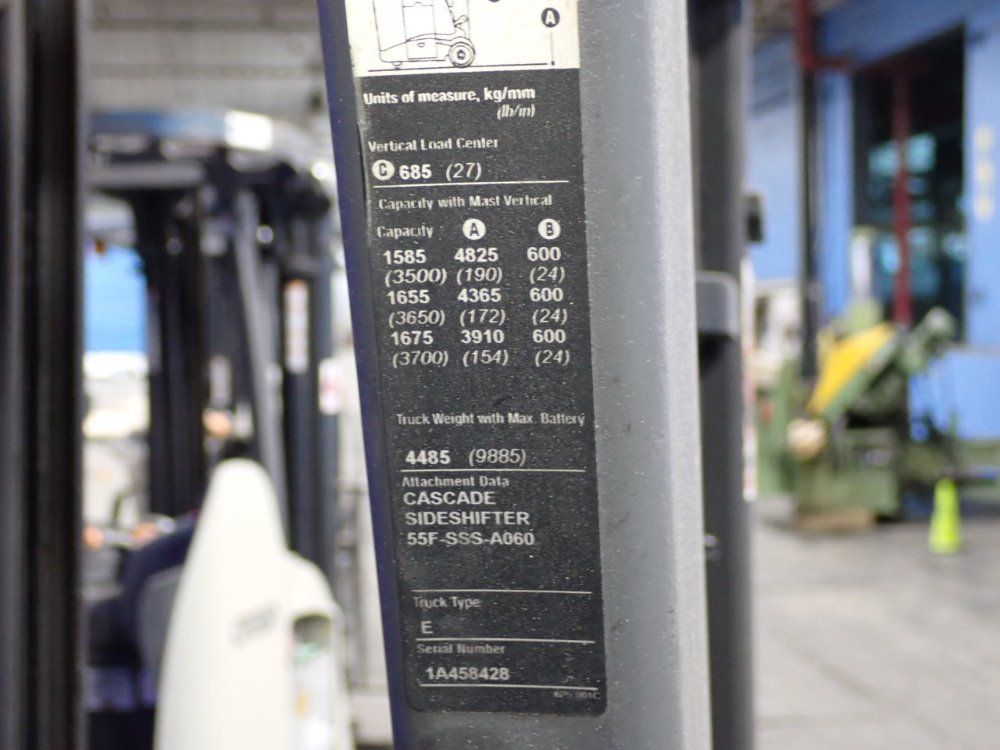 A
Units of measure, kg/mm
(lb/in)
Vertical Load Center
C 685 (27)
Capacity with Mast Vertical
Capacity A B
1585 4825 600
(3500) (190) (24)
1655 4365 600
(3650) (172) (24)
1675 3910 600
(3700) (154) (24)
Truck Weight with Max. Battery
4485 (9885)
Attachment Data
CASCADE
SIDESHIFTER
55F-SSS-A060
Truck Type
E
Serial Number
1A458428